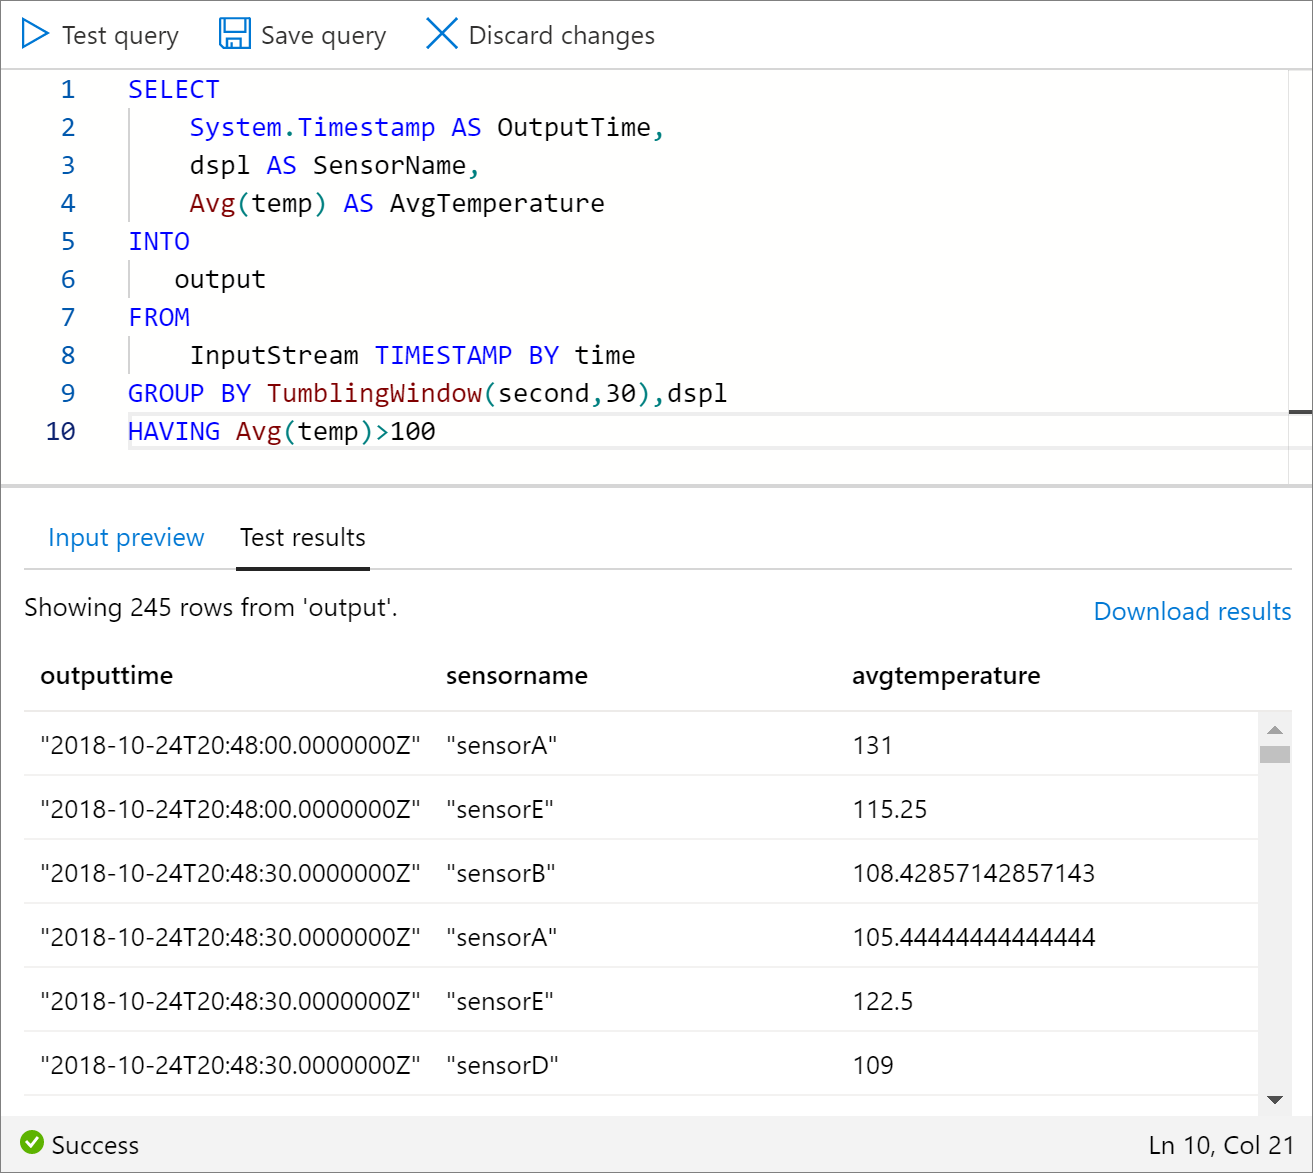 Test query Save query Discard changes
1 SELECT
2 System.Timestamp AS OutputTime,
3 dspl AS SensorName,
4 Avg(temp) AS AvgTemperature
5 INTO
6 output
7 FROM
8 InputStream TIMESTAMP BY time
9 GROUP BY TumblingWindow(second,30),dspl
10 HAVING Avg(temp)>100
Input preview Test results
Showing 245 rows from 'output'.
Download results
outputtime sensorname avgtemperature
"2018-10-24T20:48:00.0000000Z" "sensorA" 131
"2018-10-24T20:48:00.0000000Z" "sensorE" 115.25
"2018-10-24T20:48:30.0000000Z" "sensorB" 108.42857142857143
"2018-10-24T20:48:30.0000000Z" "sensorA" 105.44444444444444
"2018-10-24T20:48:30.0000000Z" "sensorE" 122.5
"2018-10-24T20:48:30.0000000Z" "sensorD" 109
Success Ln 10, Col 21